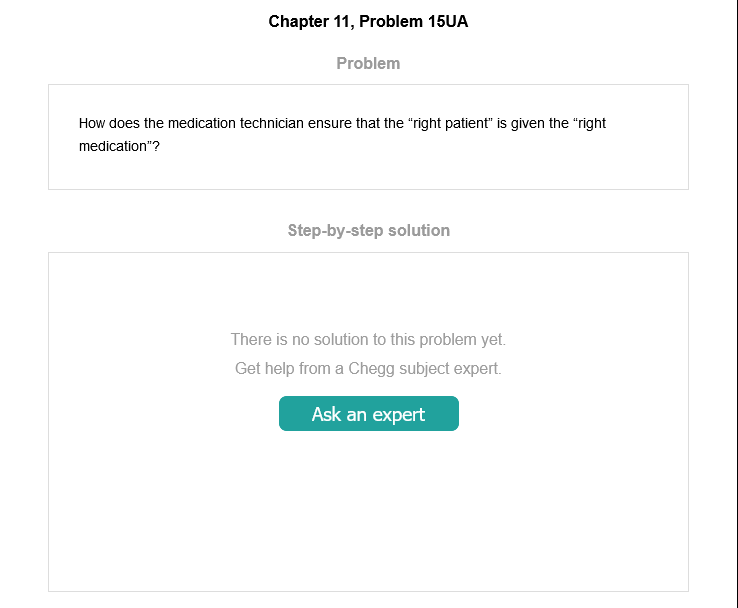 Chapter 11, Problem 15UA
Problem
How does the medication technician ensure that the “right patient” is given the “right
medication”?
Step-by-step solution
There is no solution to this problem yet.
Get help from a Chegg subject expert.
Ask an expert